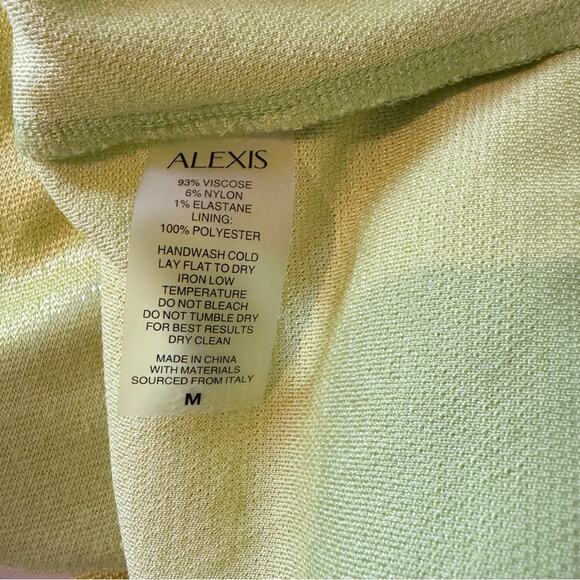 ALEXIS
93% VISCOSE
6% NYLON
1% ELASTANE
LINING:
100% POLYESTER
HANDWASH COLD
LAY FLAT TO DRY
IRON LOW
TEMPERATURE
DO NOT BLEACH
DO NOT TUMBLE DRY
FOR BEST RESULTS
DRY CLEAN
MADE IN CHINA
WITH MATERIALS
SOURCED FROM ITALY
M